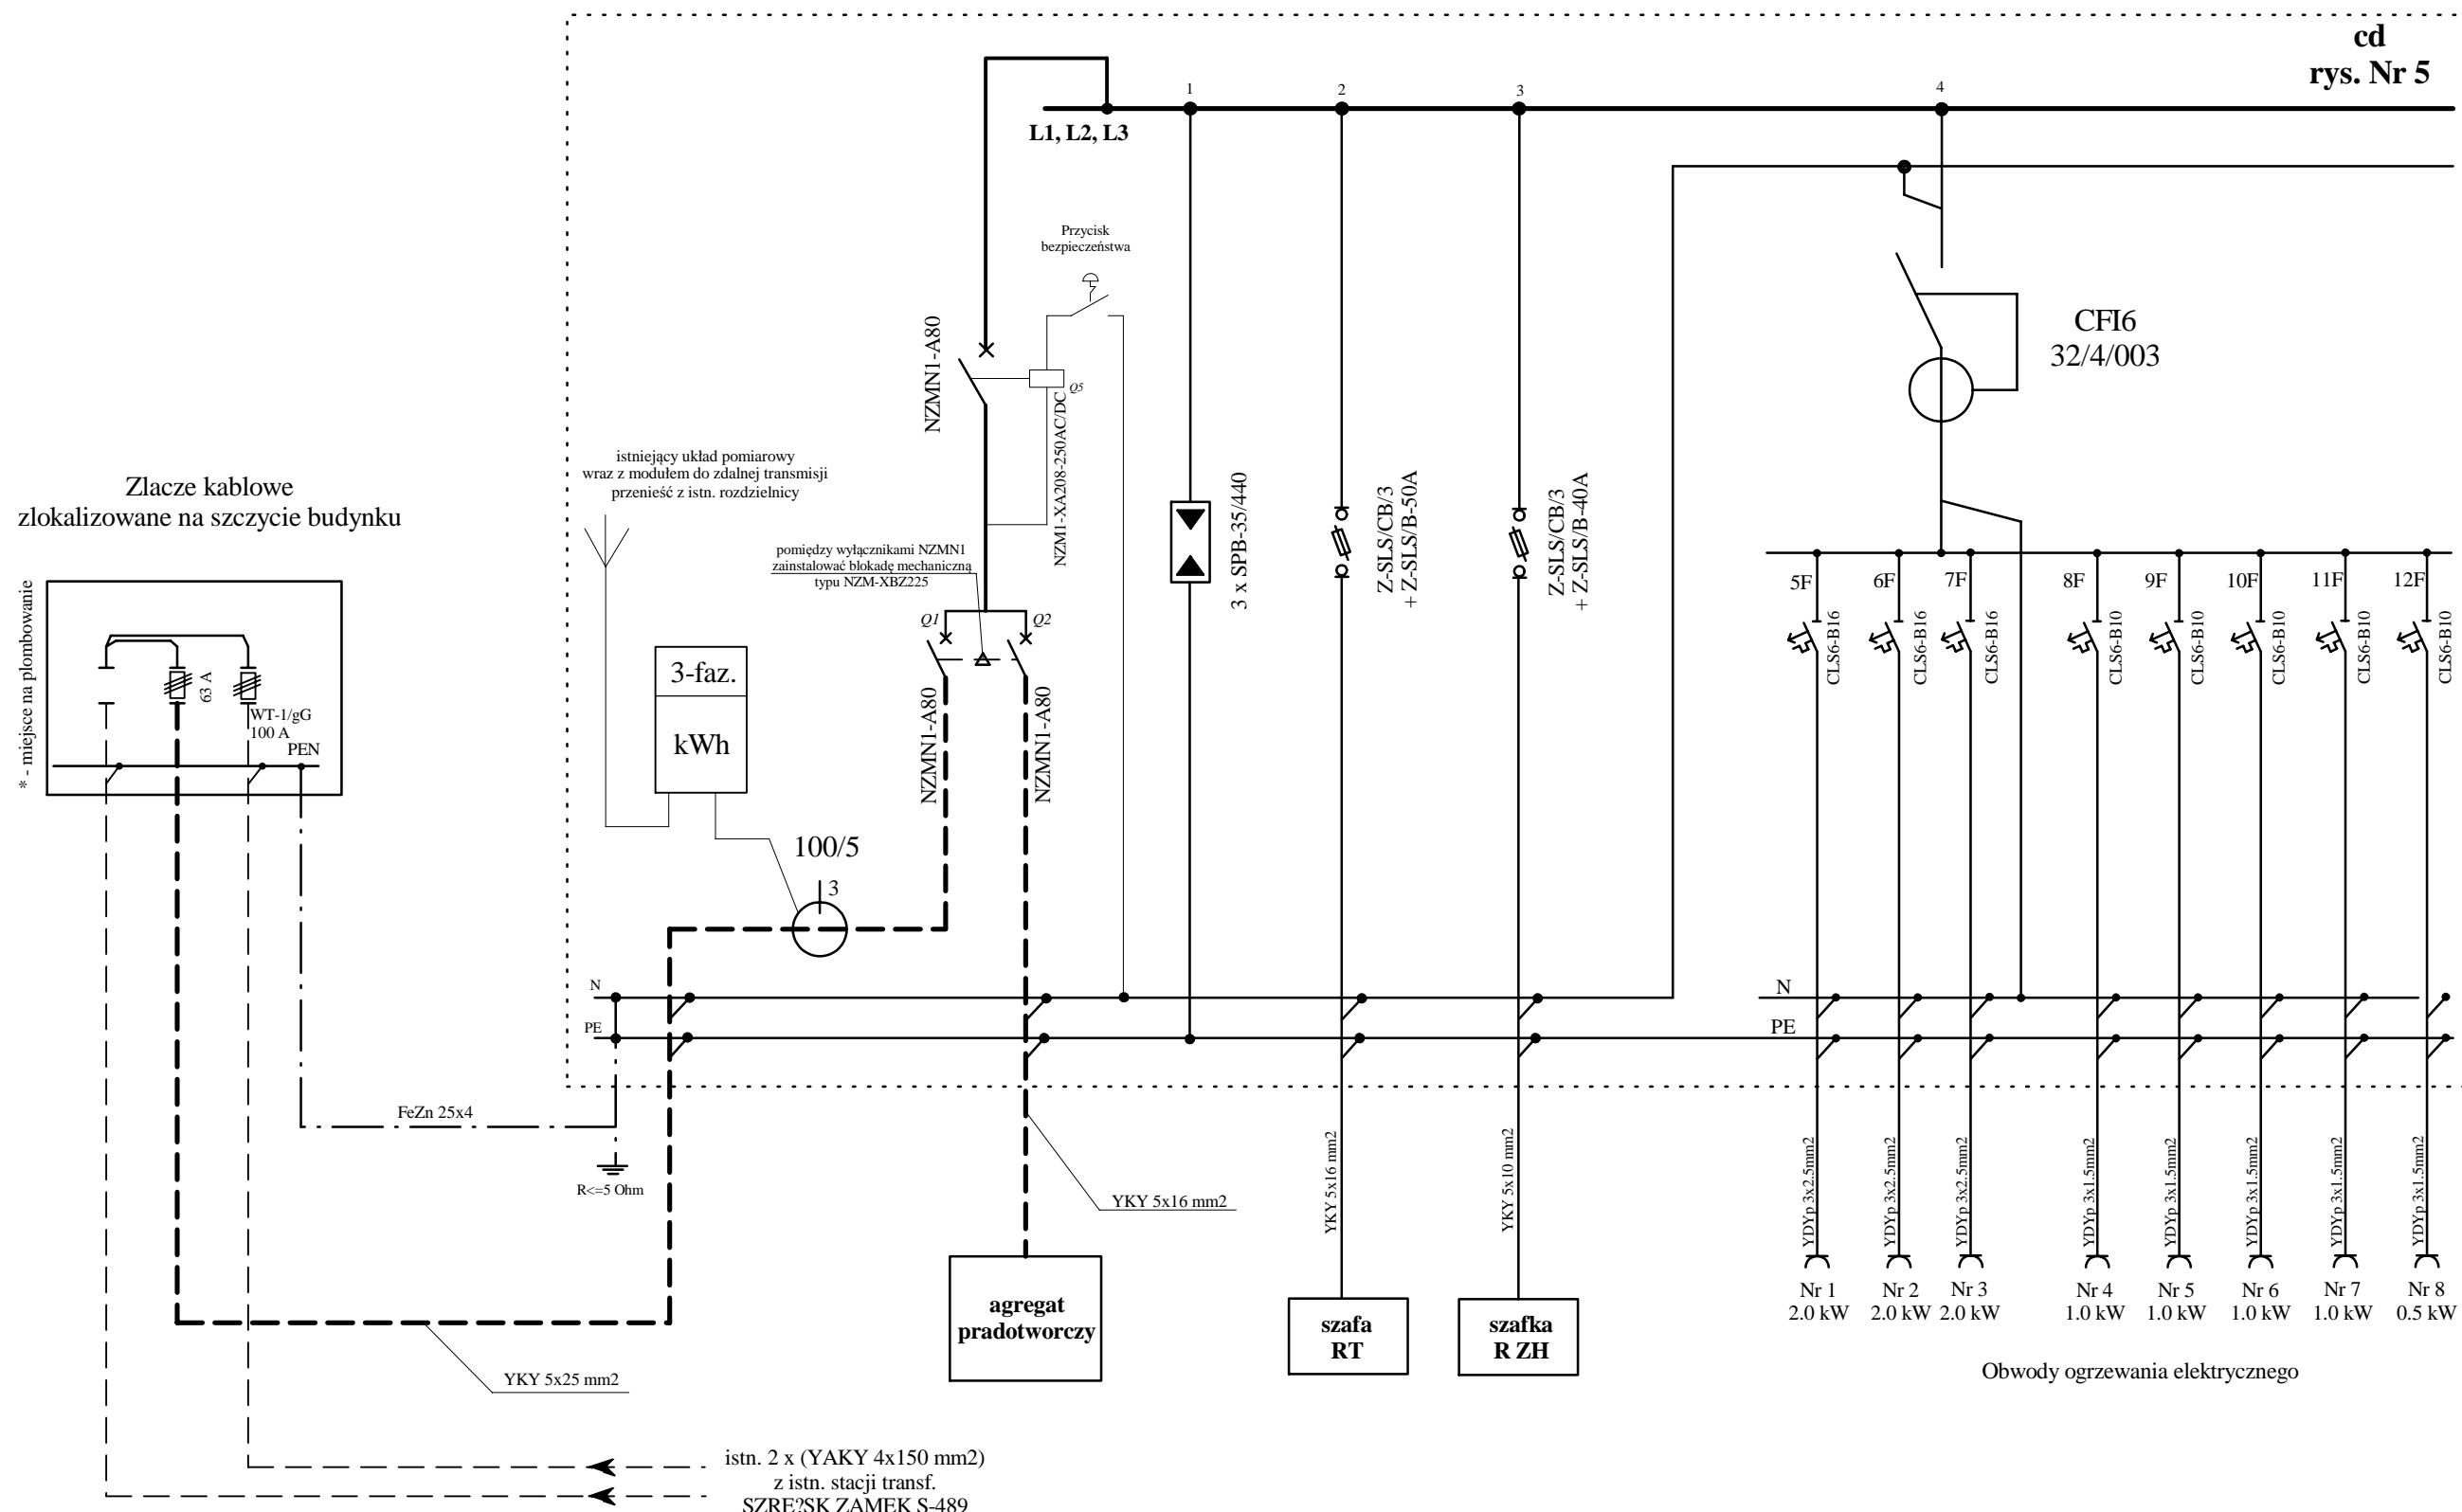 cd
rys. Nr 5
1
2
3
4
L1, L2, L3
Przycisk
bezpieczeństwa
NZMN1-A80
Q5
NZM1-XA208-250AC/DC
CFI6
32/4/003
istniejący układ pomiarowy
wraz z modułem do zdalnej transmisji
przenieść z istn. rozdzielnicy
Zlacze kablowe
zlokalizowane na szczycie budynku
* - miejsce na plombowanie
63 A
WT-1/gG
100 A
PEN
pomiędzy wyłącznikami NZMN1
zainstalować blokadę mechaniczną
typu NZM-XBZ225
Q1
Q2
NZMN1-A80
NZMN1-A80
3-faz.
kWh
100/5
3
3 x SPB-35/440
Z-SLS/CB/3
+ Z-SLS/B-50A
Z-SLS/CB/3
+ Z-SLS/B-40A
5F
6F
7F
8F
9F
10F
11F
12F
CLS6-B16
CLS6-B16
CLS6-B16
CLS6-B10
CLS6-B10
CLS6-B10
CLS6-B10
CLS6-B10
N
PE
N
PE
FeZn 25x4
R<=5 Ohm
YKY 5x16 mm2
YKY 5x25 mm2
YKY 5x16 mm2
YKY 5x10 mm2
YDYp 3x2.5mm2
YDYp 3x2.5mm2
YDYp 3x2.5mm2
YDYp 3x1.5mm2
YDYp 3x1.5mm2
YDYp 3x1.5mm2
YDYp 3x1.5mm2
YDYp 3x1.5mm2
agregat
pradotworczy
szafa
RT
szafka
R ZH
Nr 1
2.0 kW
Nr 2
2.0 kW
Nr 3
2.0 kW
Nr 4
1.0 kW
Nr 5
1.0 kW
Nr 6
1.0 kW
Nr 7
1.0 kW
Nr 8
0.5 kW
Obwody ogrzewania elektrycznego
istn. 2 x (YAKY 4x150 mm2)
z istn. stacji transf.
SZRE?SK ZAMEK S-489